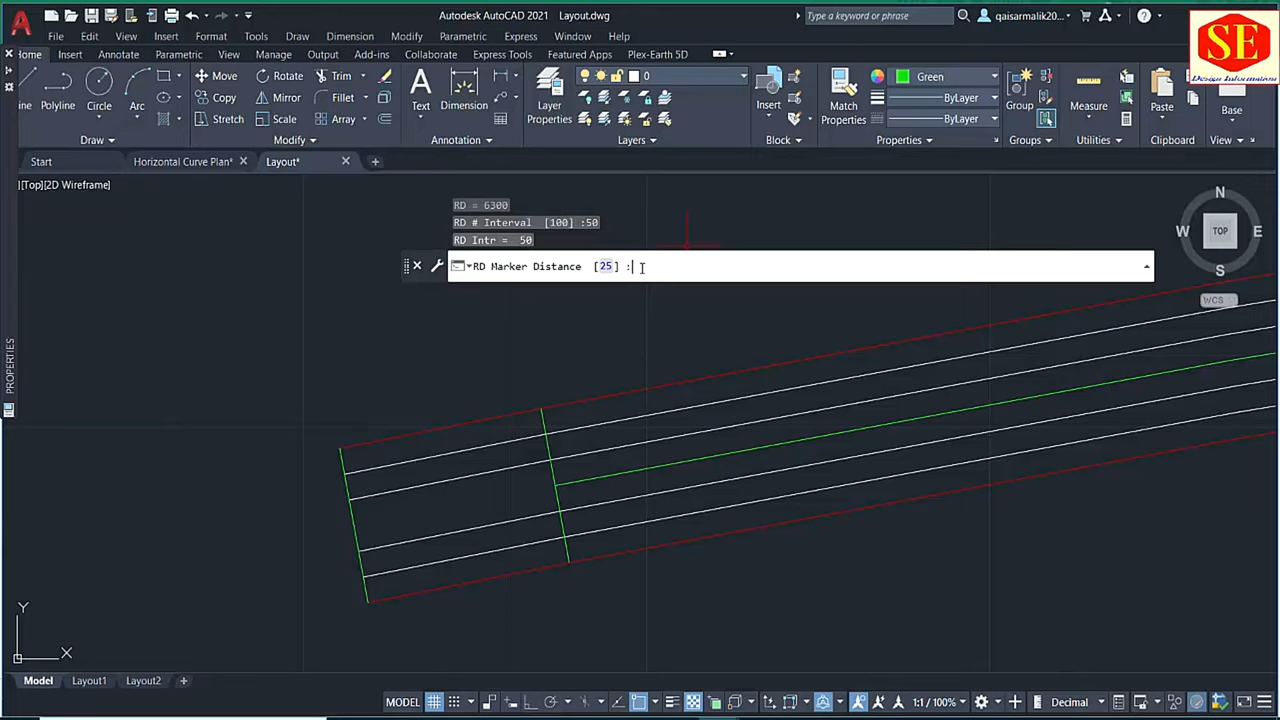 Autodesk AutoCAD 2021 Layout.dwg
Type a keyword or phrase
qaisarmalik20...
SE
Design Information
File Edit View Insert Format Tools Draw Dimension Modify Parametric Express Window Help
Home Insert Annotate Parametric View Manage Output Add-ins Collaborate Express Tools Featured Apps Plex-Earth 5D
ine Polyline Circle Arc
Move Rotate Trim
Copy Mirror Fillet
Stretch Scale Array
Text Dimension
Layer Properties
0
Insert
Match Properties
Green
ByLayer
ByLayer
Group
Measure
Paste
Base
Draw Modify Annotation Layers Block Properties Groups Utilities Clipboard View
Start Horizontal Curve Plan* Layout*
][Top][2D Wireframe]
RD = 6300
RD # Interval [100] :50
RD Intr = 50
RD Marker Distance [25] :
N
W TOP E
S
WCS
PROPERTIES
Y
X
Model Layout1 Layout2
MODEL 1:1/100% Decimal